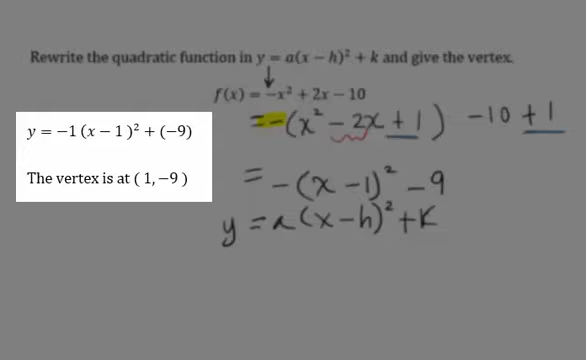 Rewrite the quadratic function in y = a(x − h)² + k and give the vertex.
f(x) = −x² + 2x − 10
= −(x² − 2x + 1) − 10 + 1
y = −1 (x − 1 )² + (−9)
The vertex is at ( 1, −9 )
= −(x − 1)² − 9
y = a(x−h)² + k